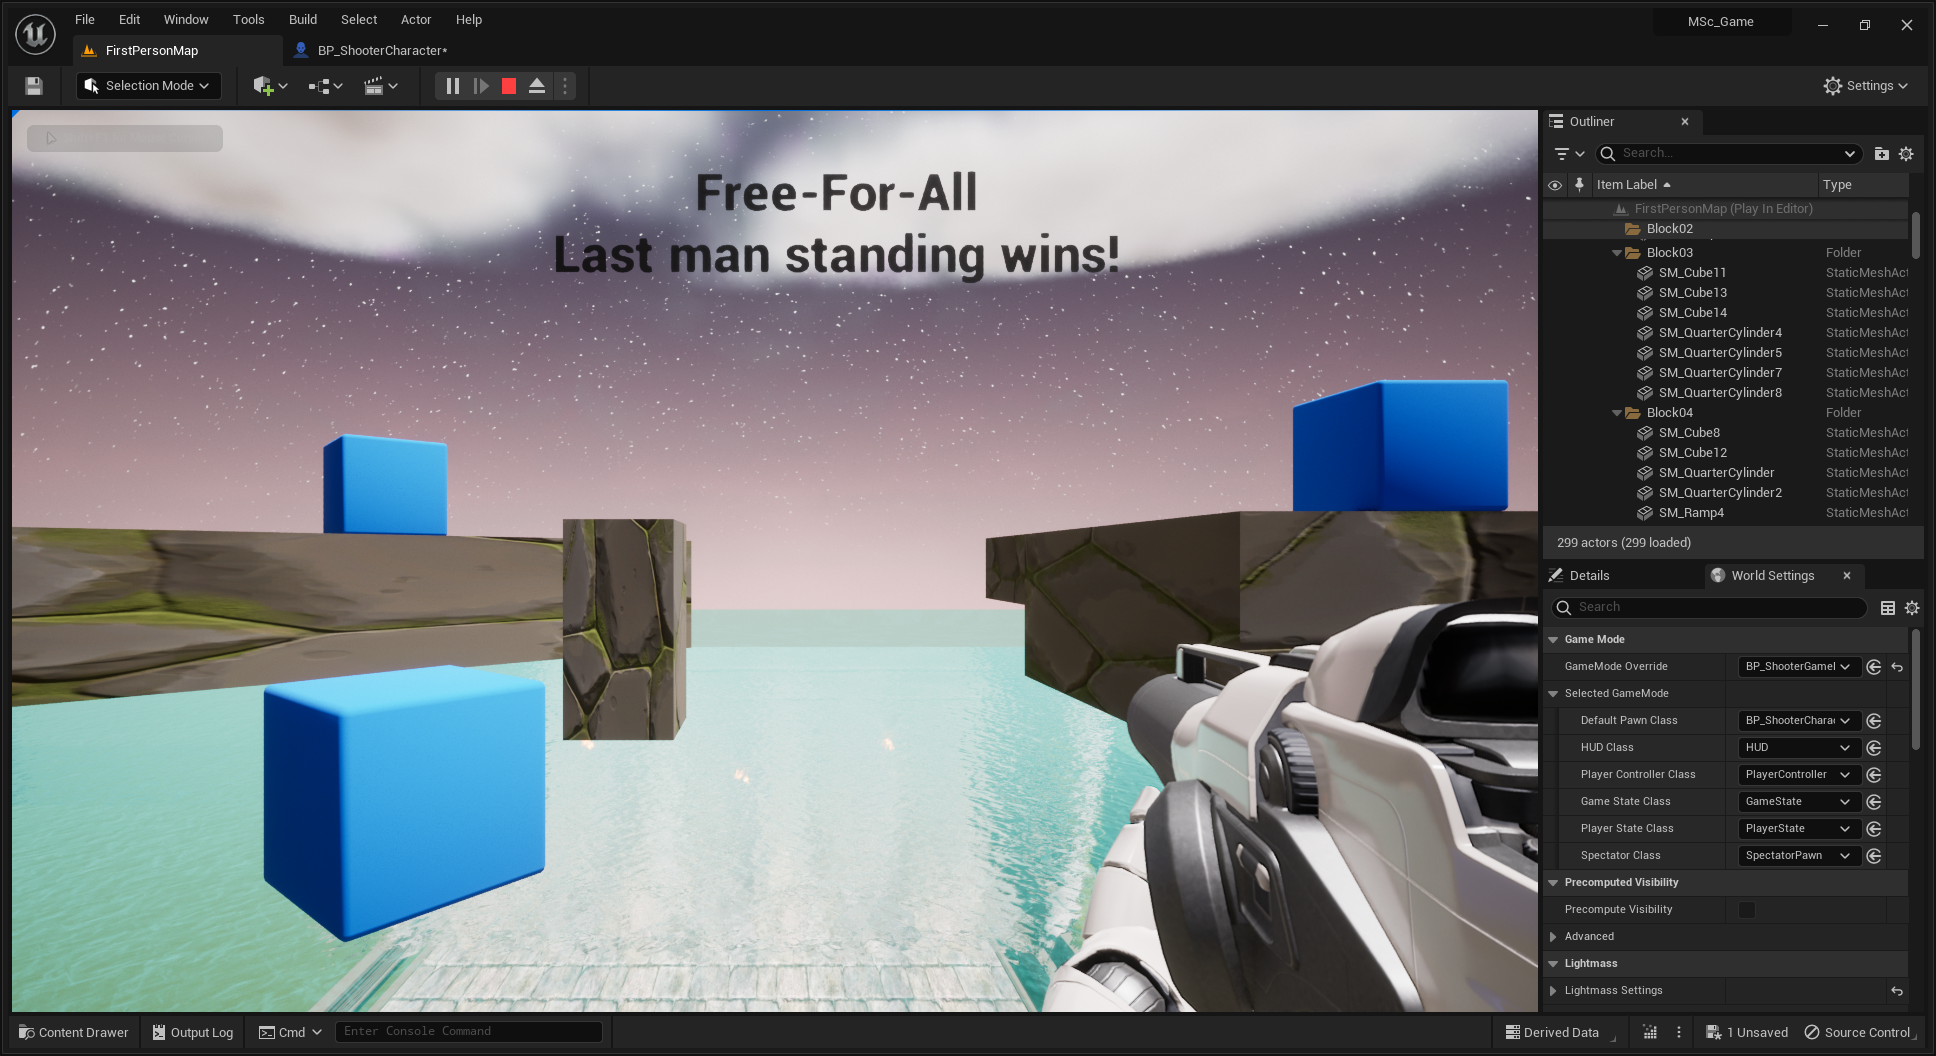 File Edit Window Tools Build Select Actor Help
MSc_Game
FirstPersonMap
BP_ShooterCharacter*
Selection Mode
Settings
Free-For-All
Last man standing wins!
Outliner
Search...
Item Label
Type
FirstPersonMap (Play In Editor)
Block02
Block03 Folder
SM_Cube11 StaticMeshAct
SM_Cube13 StaticMeshAct
SM_Cube14 StaticMeshAct
SM_QuarterCylinder4 StaticMeshAct
SM_QuarterCylinder5 StaticMeshAct
SM_QuarterCylinder7 StaticMeshAct
SM_QuarterCylinder8 StaticMeshAct
Block04 Folder
SM_Cube8 StaticMeshAct
SM_Cube12 StaticMeshAct
SM_QuarterCylinder StaticMeshAct
SM_QuarterCylinder2 StaticMeshAct
SM_Ramp4 StaticMeshAct
299 actors (299 loaded)
Details
World Settings
Search
Game Mode
GameMode Override BP_ShooterGameI
Selected GameMode
Default Pawn Class BP_ShooterChara
HUD Class HUD
Player Controller Class PlayerController
Game State Class GameState
Player State Class PlayerState
Spectator Class SpectatorPawn
Precomputed Visibility
Precompute Visibility
Advanced
Lightmass
Lightmass Settings
Content Drawer
Output Log
Cmd
Enter Console Command
Derived Data
1 Unsaved
Source Control